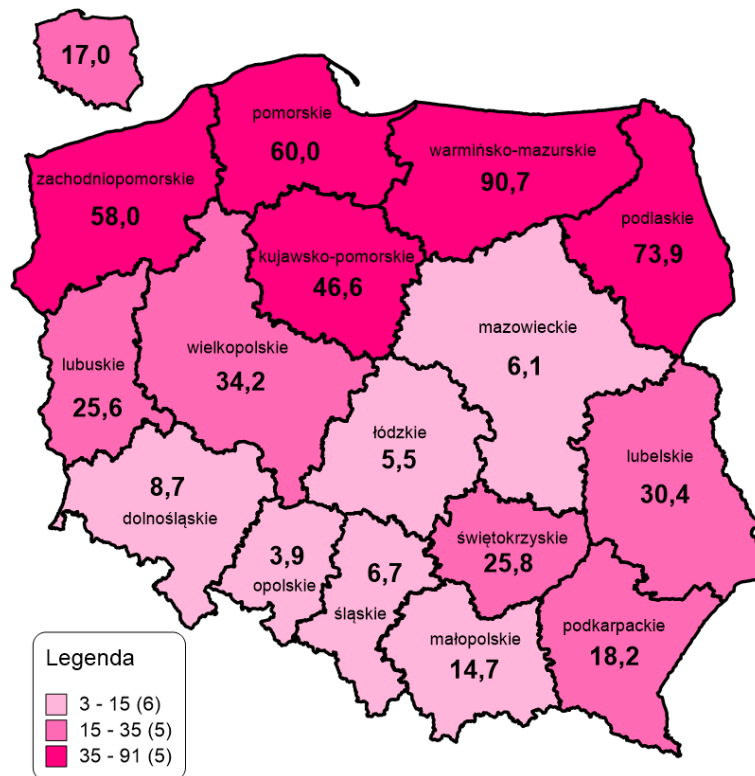 17,0
pomorskie
60,0
warmińsko-mazurskie
90,7
zachodniopomorskie
58,0
podlaskie
73,9
kujawsko-pomorskie
46,6
mazowieckie
6,1
wielkopolskie
34,2
lubuskie
25,6
łódzkie
5,5
lubelskie
30,4
8,7
dolnośląskie
świętokrzyskie
25,8
3,9
opolskie
6,7
śląskie
małopolskie
14,7
podkarpackie
18,2
Legenda
3 - 15 (6)
15 - 35 (5)
35 - 91 (5)